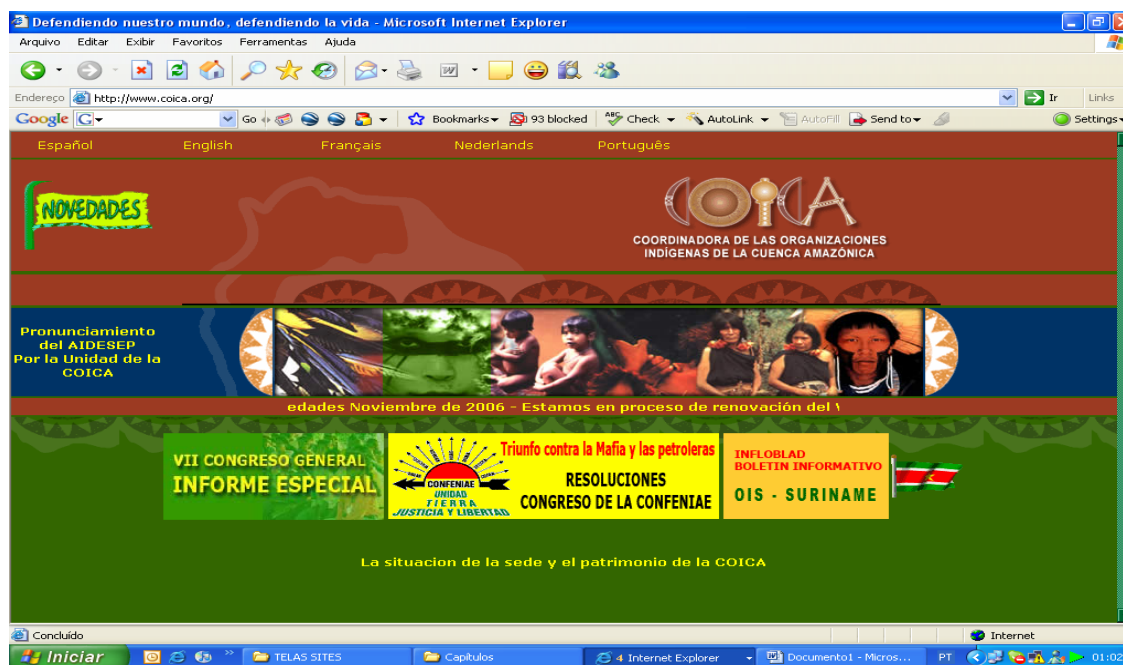 Defendiendo nuestro mundo, defendiendo la vida - Microsoft Internet Explorer
Arquivo Editar Exibir Favoritos Ferramentas Ajuda
Endereço http://www.coica.org/ Ir Links
Google G Go Bookmarks 93 blocked ABC Check AutoLink AutoFill Send to Settings
Español English Français Nederlands Português
NOVEDADES
COICA
COORDINADORA DE LAS ORGANIZACIONES
INDÍGENAS DE LA CUENCA AMAZÓNICA
Pronunciamiento
del AIDESEP
Por la Unidad de la
COICA
edades Noviembre de 2006 - Estamos en proceso de renovación del
VII CONGRESO GENERAL
INFORME ESPECIAL
CONFENIAE
UNIDAD
TIERRA
JUSTICIA Y LIBERTAD
Triunfo contra la Mafia y las petroleras
RESOLUCIONES
CONGRESO DE LA CONFENIAE
INFLOBLAD
BOLETIN INFORMATIVO
OIS - SURINAME
La situacion de la sede y el patrimonio de la COICA
Concluído Internet
Iniciar TELAS SITES Capítulos 4 Internet Explorer Documento1 - Micros... PT 01:02